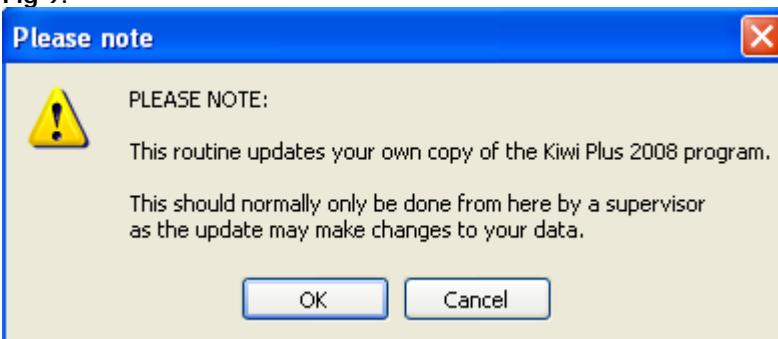 Please note
PLEASE NOTE:
This routine updates your own copy of the Kiwi Plus 2008 program.
This should normally only be done from here by a supervisor
as the update may make changes to your data.
OK
Cancel